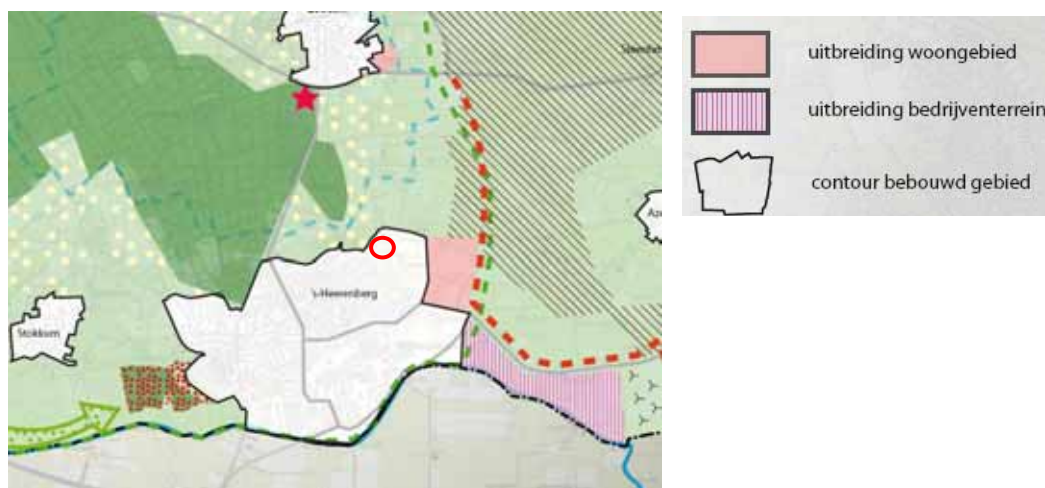 's-Heerenberg
Stokkum
uitbreiding woongebied
uitbreiding bedrijventerrein
contour bebouwd gebied